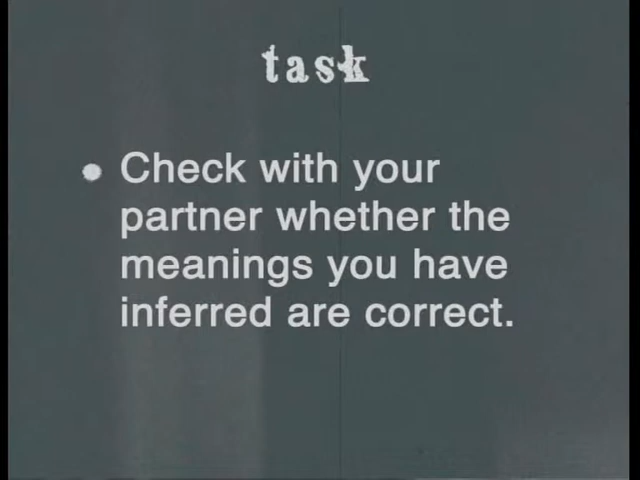 task
Check with your
partner whether the
meanings you have
inferred are correct.